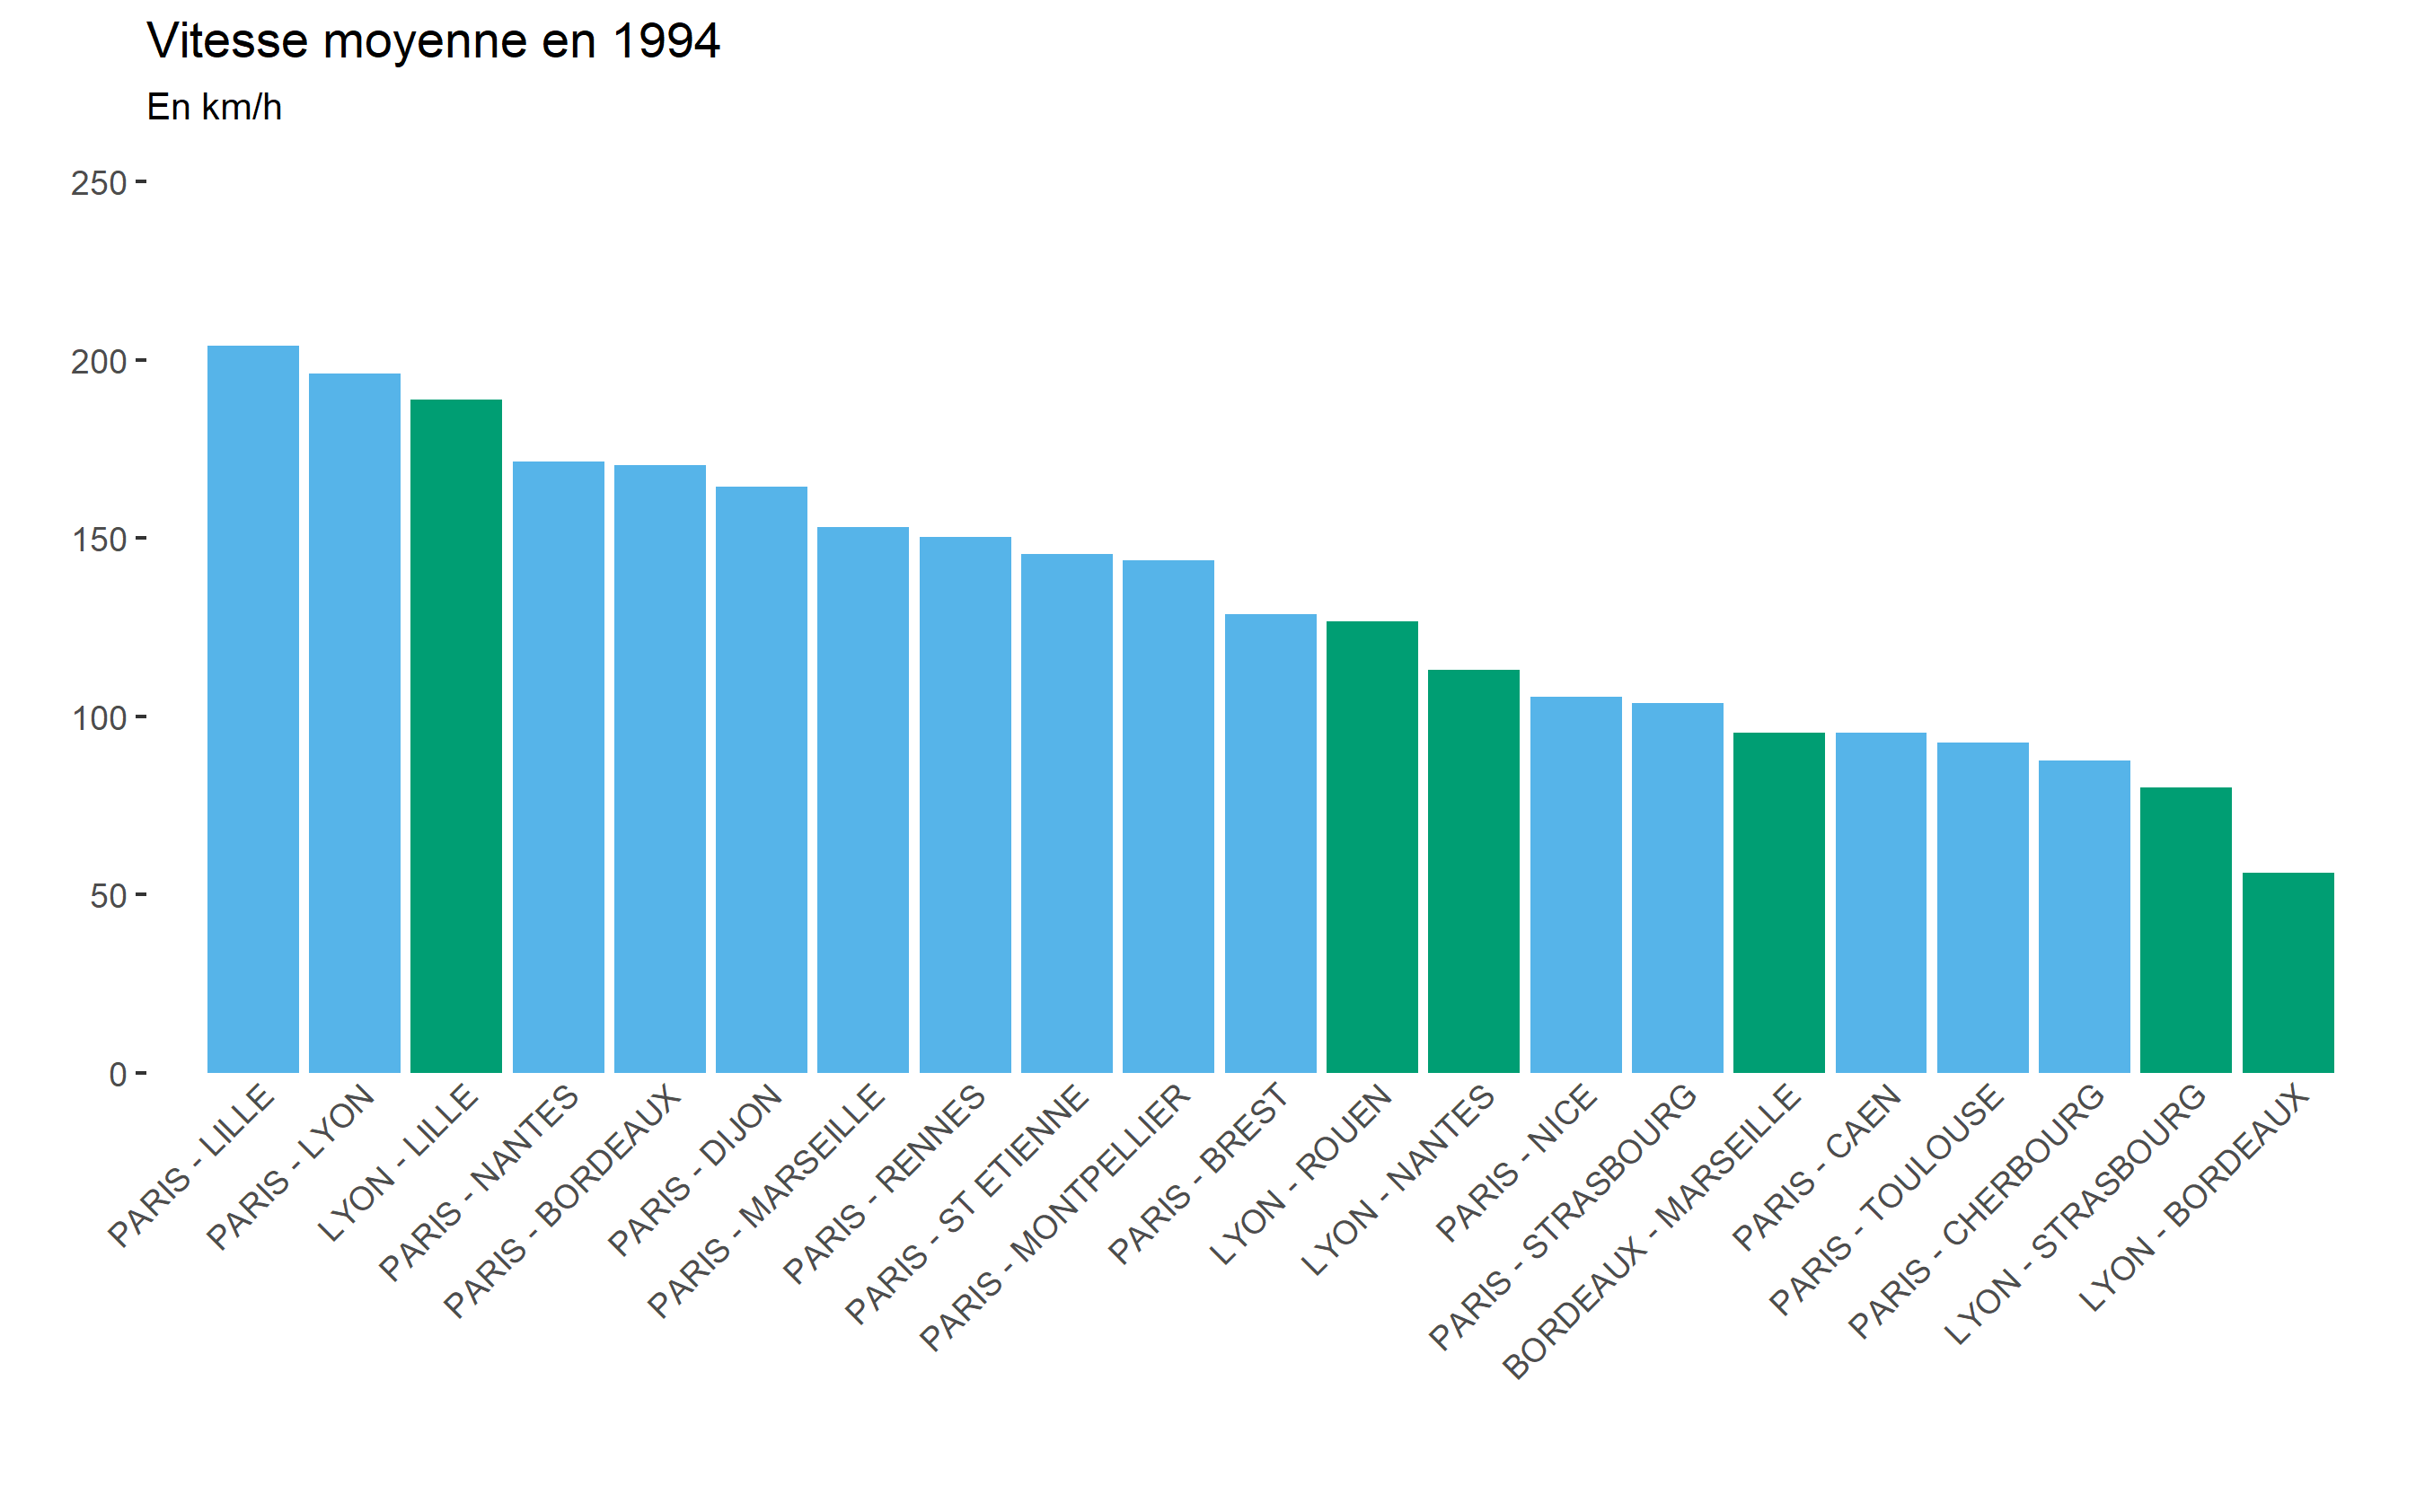 Vitesse moyenne en 1994
En km/h
250
200
150
100
50
0
PARIS - LILLE
PARIS - LYON
LYON - LILLE
PARIS - NANTES
PARIS - BORDEAUX
PARIS - DIJON
PARIS - MARSEILLE
PARIS - RENNES
PARIS - ST ETIENNE
PARIS - MONTPELLIER
PARIS - BREST
LYON - ROUEN
LYON - NANTES
PARIS - NICE
PARIS - STRASBOURG
BORDEAUX - MARSEILLE
PARIS - CAEN
PARIS - TOULOUSE
PARIS - CHERBOURG
LYON - STRASBOURG
LYON - BORDEAUX